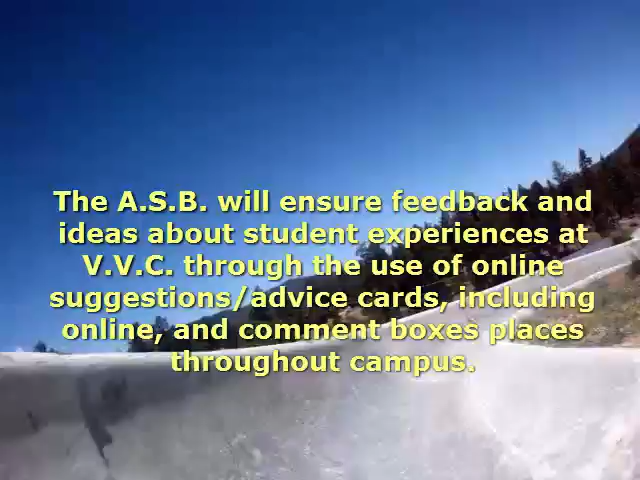 The A.S.B. will ensure feedback and
ideas about student experiences at
V.V.C. through the use of online
suggestions/advice cards, including
online, and comment boxes places
throughout campus.